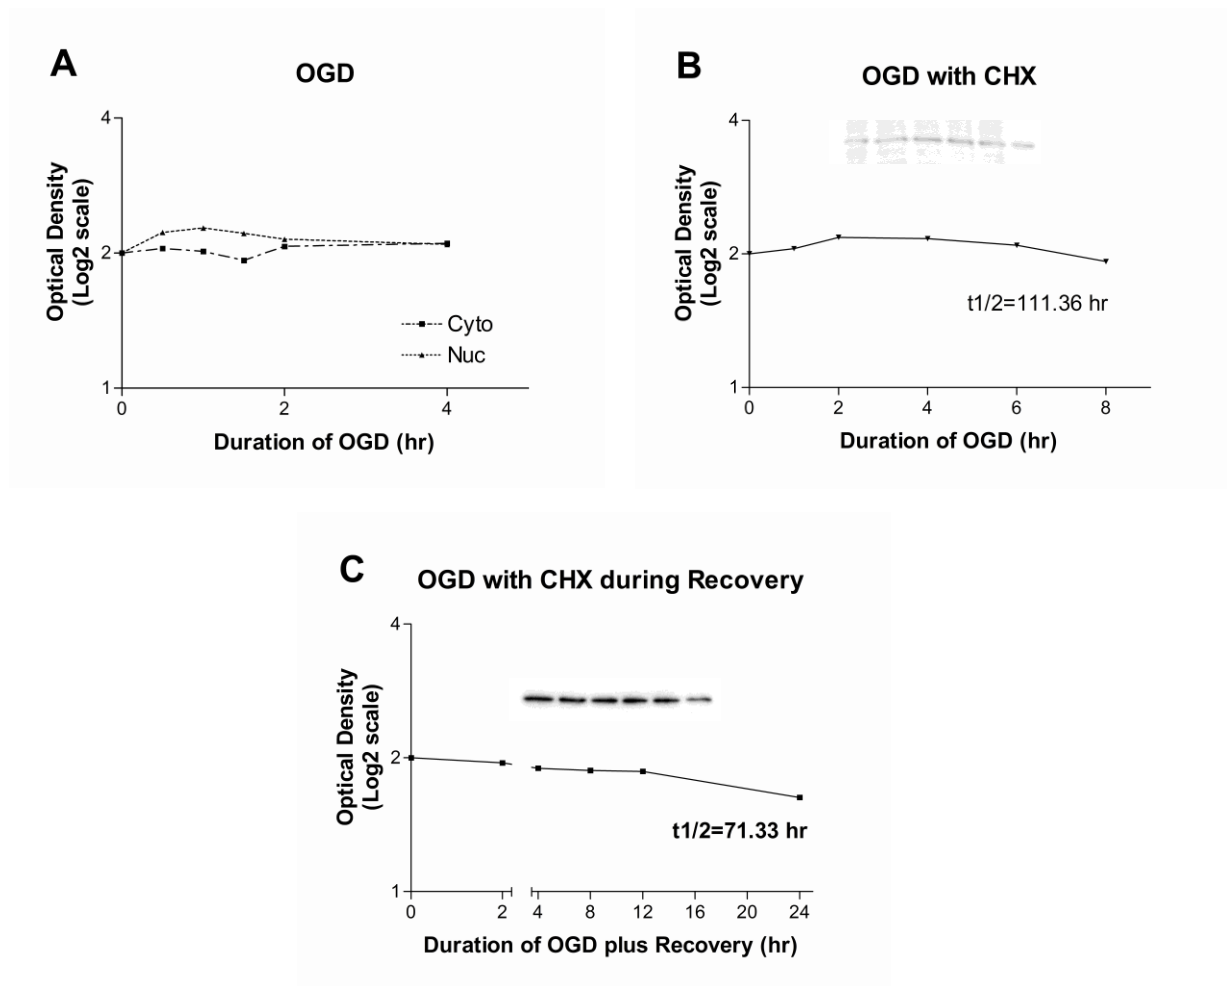 A
OGD
4
2
1
Optical Density
(Log2 scale)
Cyto
Nuc
0 2 4
Duration of OGD (hr)
B
OGD with CHX
4
2
1
Optical Density
(Log2 scale)
t1/2=111.36 hr
0 2 4 6 8
Duration of OGD (hr)
C
OGD with CHX during Recovery
4
2
1
Optical Density
(Log2 scale)
t1/2=71.33 hr
0 2 4 8 12 16 20 24
Duration of OGD plus Recovery (hr)